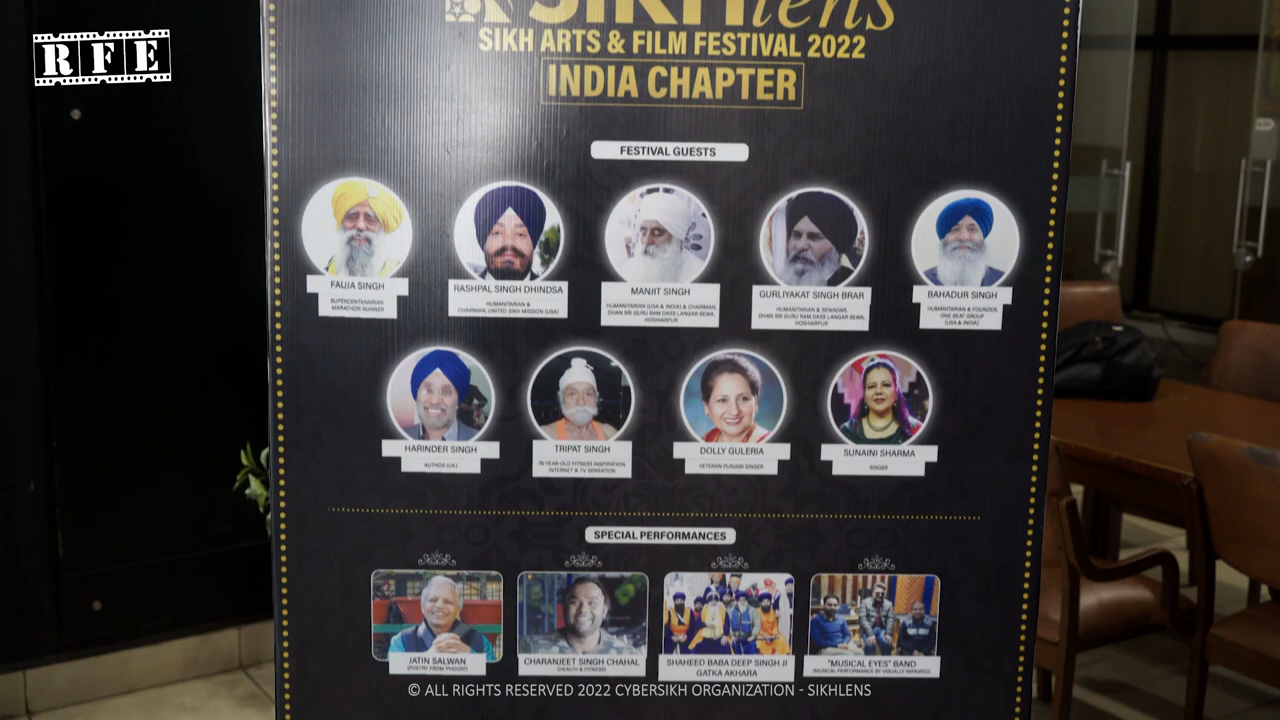 RFE
SIKHlens
SIKH ARTS & FILM FESTIVAL 2022
INDIA CHAPTER
FESTIVAL GUESTS
FAUJA SINGH
SUPERCENTENARIAN
MARATHON RUNNER
RASHPAL SINGH DHINDSA
HUMANITARIAN &
CHAIRMAN, UNITED SIKH MISSION (USA)
MANJIT SINGH
HUMANITARIAN (USA & INDIA) & CHAIRMAN,
DHAN SRI GURU RAM DASS LANGAR SEWA,
HOSHIARPUR
GURLIYAKAT SINGH BRAR
HUMANITARIAN & SEWADAR,
DHAN SRI GURU RAM DASS LANGAR SEWA,
HOSHIARPUR
BAHADUR SINGH
HUMANITARIAN & FOUNDER,
ONE BEAT GROUP
(USA & INDIA)
HARINDER SINGH
AUTHOR (UK)
TRIPAT SINGH
78-YEAR-OLD FITNESS INSPIRATION,
INTERNET & TV SENSATION
DOLLY GULERIA
VETERAN PUNJABI SINGER
SUNAINI SHARMA
SINGER
SPECIAL PERFORMANCES
JATIN SALWAN
(POETRY FROM "PHOORR")
CHARANJEET SINGH CHAHAL
(HEALTH & FITNESS)
SHAHEED BABA DEEP SINGH JI
GATKA AKHARA
"MUSICAL EYES" BAND
(MUSICAL PERFORMANCE BY VISUALLY IMPAIRED)
© ALL RIGHTS RESERVED 2022 CYBERSIKH ORGANIZATION - SIKHLENS